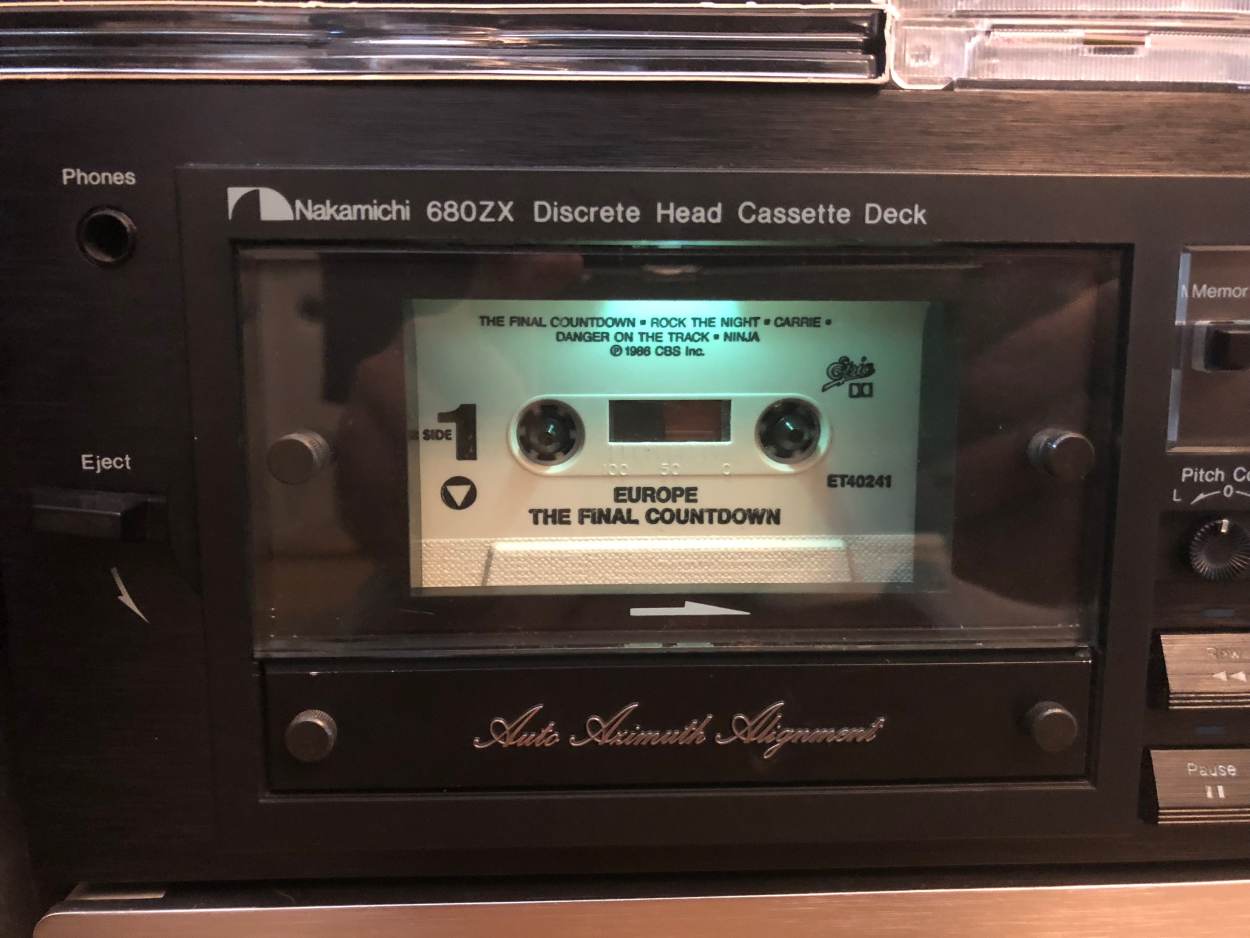 Phones
Nakamichi 680ZX Discrete Head Cassette Deck
Memor
THE FINAL COUNTDOWN • ROCK THE NIGHT • CARRIE •
DANGER ON THE TRACK • NINJA
℗ 1986 CBS Inc.
Epic
SIDE 1
100 50 0
ET40241
EUROPE
THE FINAL COUNTDOWN
Eject
Pitch Co
L 0
Rew
Pause
Auto Azimuth Alignment